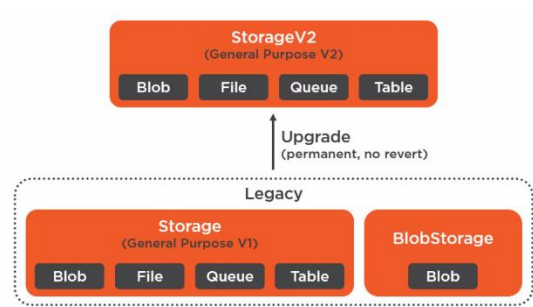 StorageV2
(General Purpose V2)
Blob File Queue Table
Upgrade
(permanent, no revert)
Legacy
Storage
(General Purpose V1)
Blob File Queue Table
BlobStorage
Blob